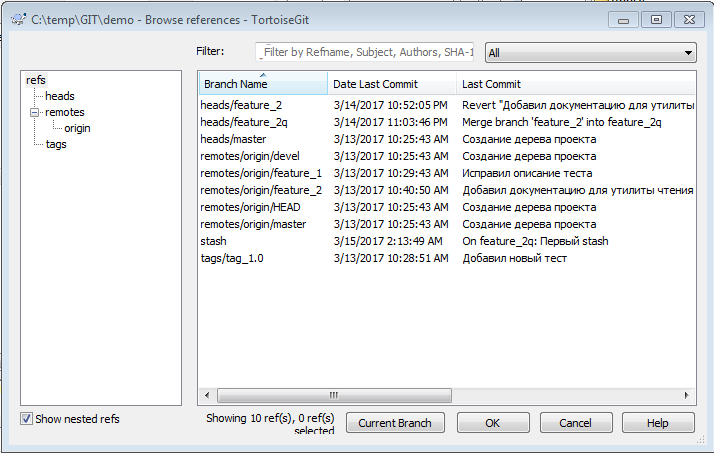 C:\temp\GIT\demo - Browse references - TortoiseGit
Filter: Filter by Refname, Subject, Authors, SHA-1 All
refs
heads
remotes
origin
tags
Branch Name Date Last Commit Last Commit
heads/feature_2 3/14/2017 10:52:05 PM Revert "Добавил документацию для утилиты
heads/feature_2q 3/14/2017 11:03:46 PM Merge branch 'feature_2' into feature_2q
heads/master 3/13/2017 10:25:43 AM Создание дерева проекта
remotes/origin/devel 3/13/2017 10:25:43 AM Создание дерева проекта
remotes/origin/feature_1 3/13/2017 10:29:43 AM Исправил описание теста
remotes/origin/feature_2 3/13/2017 10:40:50 AM Добавил документацию для утилиты чтения
remotes/origin/HEAD 3/13/2017 10:25:43 AM Создание дерева проекта
remotes/origin/master 3/13/2017 10:25:43 AM Создание дерева проекта
stash 3/15/2017 2:13:49 AM On feature_2q: Первый stash
tags/tag_1.0 3/13/2017 10:28:51 AM Добавил новый тест
Show nested refs
Showing 10 ref(s), 0 ref(s)
selected
Current Branch OK Cancel Help